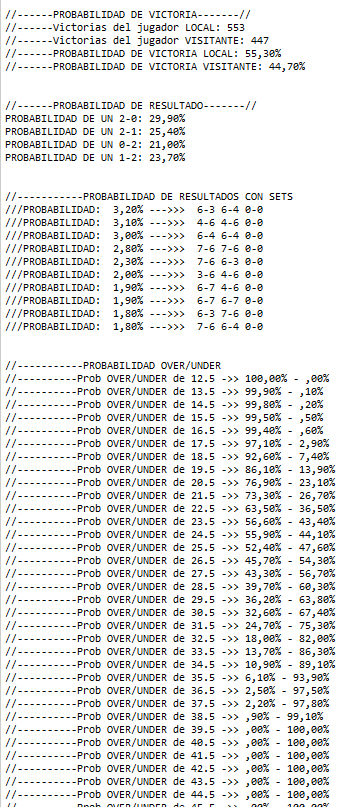 //------PROBABILIDAD DE VICTORIA-------//
//------Victorias del jugador LOCAL: 553
//------Victorias del jugador VISITANTE: 447
//------PROBABILIDAD DE VICTORIA LOCAL: 55,30%
//------PROBABILIDAD DE VICTORIA VISITANTE: 44,70%
//------PROBABILIDAD DE RESULTADO-------//
PROBABILIDAD DE UN 2-0: 29,90%
PROBABILIDAD DE UN 2-1: 25,40%
PROBABILIDAD DE UN 0-2: 21,00%
PROBABILIDAD DE UN 1-2: 23,70%
//-----------PROBABILIDAD DE RESULTADOS CON SETS
///PROBABILIDAD:  3,20% --->>>  6-3 6-4 0-0
///PROBABILIDAD:  3,10% --->>>  4-6 4-6 0-0
///PROBABILIDAD:  3,00% --->>>  6-4 6-4 0-0
///PROBABILIDAD:  2,80% --->>>  7-6 7-6 0-0
///PROBABILIDAD:  2,30% --->>>  7-6 6-3 0-0
///PROBABILIDAD:  2,00% --->>>  3-6 4-6 0-0
///PROBABILIDAD:  1,90% --->>>  6-7 4-6 0-0
///PROBABILIDAD:  1,90% --->>>  6-7 6-7 0-0
///PROBABILIDAD:  1,80% --->>>  6-3 7-6 0-0
///PROBABILIDAD:  1,80% --->>>  7-6 6-4 0-0
//-----------PROBABILIDAD OVER/UNDER
//----------Prob OVER/UNDER de 12.5 ->> 100,00% - ,00%
//----------Prob OVER/UNDER de 13.5 ->> 99,90% - ,10%
//----------Prob OVER/UNDER de 14.5 ->> 99,80% - ,20%
//----------Prob OVER/UNDER de 15.5 ->> 99,50% - ,50%
//----------Prob OVER/UNDER de 16.5 ->> 99,40% - ,60%
//----------Prob OVER/UNDER de 17.5 ->> 97,10% - 2,90%
//----------Prob OVER/UNDER de 18.5 ->> 92,60% - 7,40%
//----------Prob OVER/UNDER de 19.5 ->> 86,10% - 13,90%
//----------Prob OVER/UNDER de 20.5 ->> 76,90% - 23,10%
//----------Prob OVER/UNDER de 21.5 ->> 73,30% - 26,70%
//----------Prob OVER/UNDER de 22.5 ->> 63,50% - 36,50%
//----------Prob OVER/UNDER de 23.5 ->> 56,60% - 43,40%
//----------Prob OVER/UNDER de 24.5 ->> 55,90% - 44,10%
//----------Prob OVER/UNDER de 25.5 ->> 52,40% - 47,60%
//----------Prob OVER/UNDER de 26.5 ->> 45,70% - 54,30%
//----------Prob OVER/UNDER de 27.5 ->> 43,30% - 56,70%
//----------Prob OVER/UNDER de 28.5 ->> 39,70% - 60,30%
//----------Prob OVER/UNDER de 29.5 ->> 36,20% - 63,80%
//----------Prob OVER/UNDER de 30.5 ->> 32,60% - 67,40%
//----------Prob OVER/UNDER de 31.5 ->> 24,70% - 75,30%
//----------Prob OVER/UNDER de 32.5 ->> 18,00% - 82,00%
//----------Prob OVER/UNDER de 33.5 ->> 13,70% - 86,30%
//----------Prob OVER/UNDER de 34.5 ->> 10,90% - 89,10%
//----------Prob OVER/UNDER de 35.5 ->> 6,10% - 93,90%
//----------Prob OVER/UNDER de 36.5 ->> 2,50% - 97,50%
//----------Prob OVER/UNDER de 37.5 ->> 2,20% - 97,80%
//----------Prob OVER/UNDER de 38.5 ->> ,90% - 99,10%
//----------Prob OVER/UNDER de 39.5 ->> ,00% - 100,00%
//----------Prob OVER/UNDER de 40.5 ->> ,00% - 100,00%
//----------Prob OVER/UNDER de 41.5 ->> ,00% - 100,00%
//----------Prob OVER/UNDER de 42.5 ->> ,00% - 100,00%
//----------Prob OVER/UNDER de 43.5 ->> ,00% - 100,00%
//----------Prob OVER/UNDER de 44.5 ->> ,00% - 100,00%
//----------Prob OVER/UNDER de 45.5 ->> ,00% - 100,00%